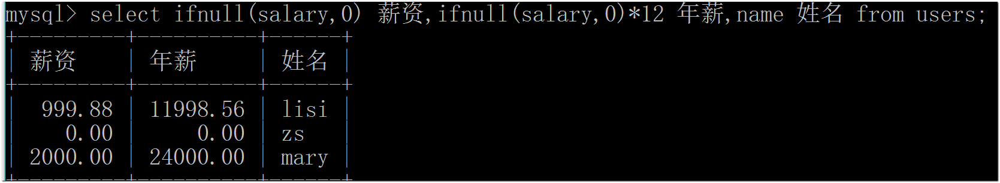 mysql> select ifnull(salary,0) 薪资,ifnull(salary,0)*12 年薪,name 姓名 from users;
+---------+----------+------+
| 薪资    | 年薪     | 姓名 |
+---------+----------+------+
|  999.88 | 11998.56 | lisi |
|    0.00 |     0.00 | zs   |
| 2000.00 | 24000.00 | mary |
+---------+----------+------+